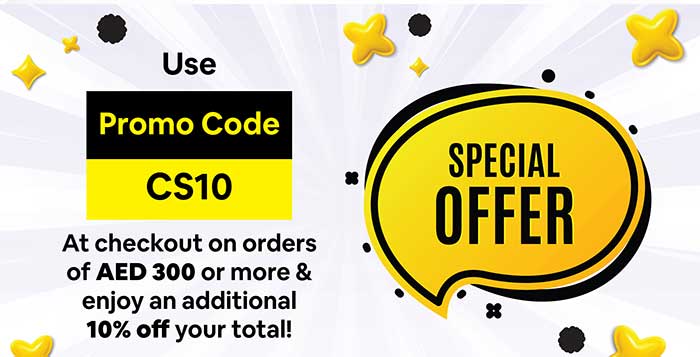 Use
Promo Code
CS10
At checkout on orders
of AED 300 or more &
enjoy an additional
10% off your total!
SPECIAL
OFFER